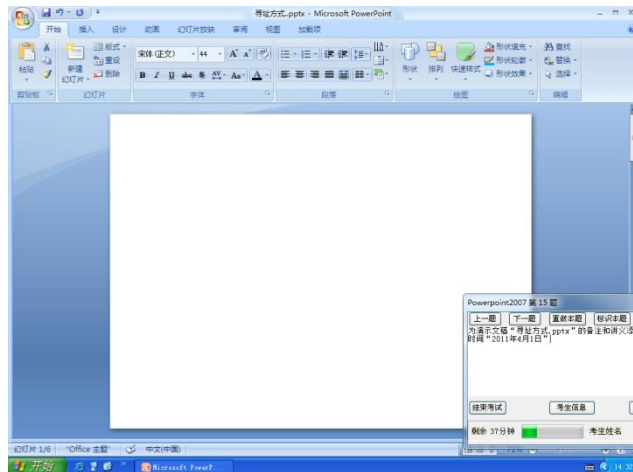 寻址方式.pptx - Microsoft PowerPoint
开始 插入 设计 动画 幻灯片放映 审阅 视图 加载项
宋体 (正文) 44
版式
重设
删除
粘贴
新建
幻灯片
B I U abc S AV Aa A
形状 排列 快速样式
形状填充
形状轮廓
形状效果
查找
替换
选择
剪贴板 幻灯片 字体 段落 绘图 编辑
Powerpoint2007 第 15 题
上一题 下一题 重做本题 标识本题
为演示文稿“寻址方式.pptx”的备注和讲义添
时间“2011年4月1日”
结束考试 考生信息
剩余 37分钟 考生姓名
幻灯片 1/6 "Office 主题" 中文(中国)
开始 Microsoft PowerP... 14:32